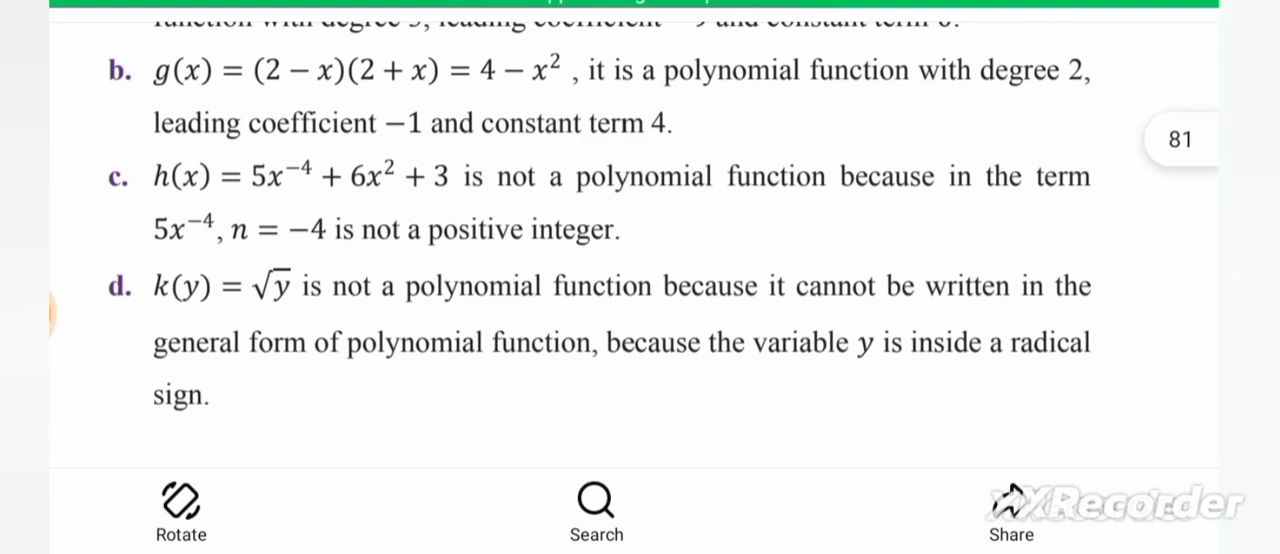 b. g(x) = (2 − x)(2 + x) = 4 − x² , it is a polynomial function with degree 2,
leading coefficient −1 and constant term 4.
81
c. h(x) = 5x⁻⁴ + 6x² + 3 is not a polynomial function because in the term
5x⁻⁴, n = −4 is not a positive integer.
d. k(y) = √y is not a polynomial function because it cannot be written in the
general form of polynomial function, because the variable y is inside a radical
sign.
Rotate
Search
Share
XRecorder